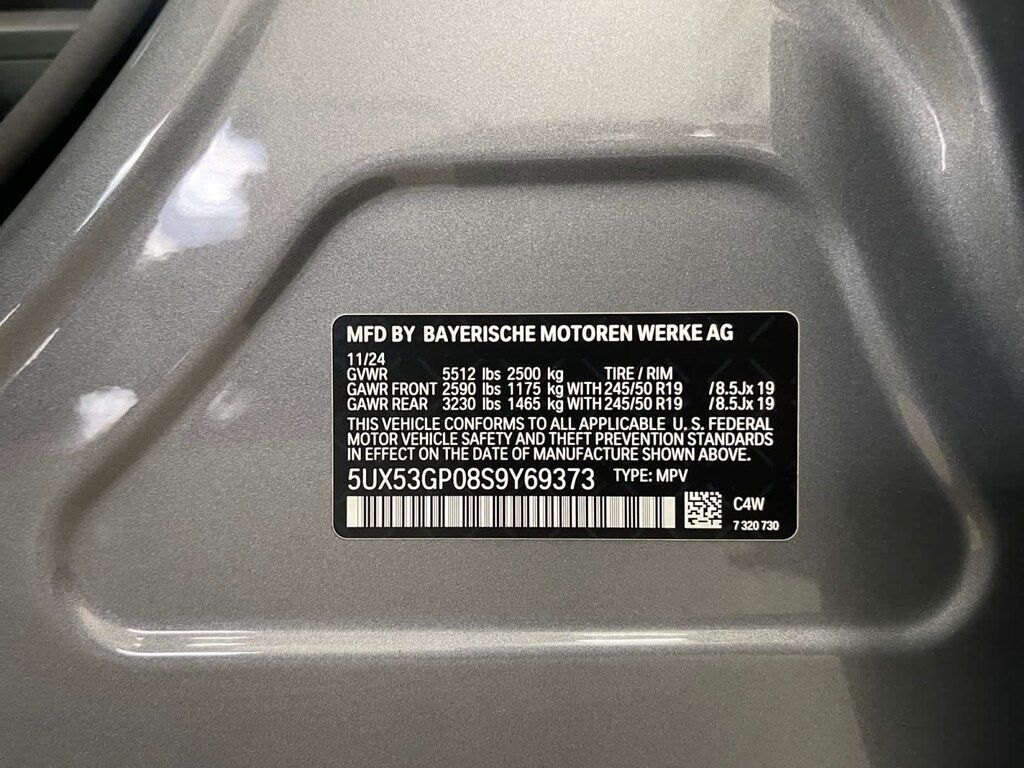 MFD BY BAYERISCHE MOTOREN WERKE AG
11/24
GVWR 5512 lbs 2500 kg TIRE / RIM
GAWR FRONT 2590 lbs 1175 kg WITH 245/50 R19 /8.5Jx 19
GAWR REAR 3230 lbs 1465 kg WITH 245/50 R19 /8.5Jx 19
THIS VEHICLE CONFORMS TO ALL APPLICABLE U. S. FEDERAL
MOTOR VEHICLE SAFETY AND THEFT PREVENTION STANDARDS
IN EFFECT ON THE DATE OF MANUFACTURE SHOWN ABOVE.
5UX53GP08S9Y69373 TYPE: MPV
C4W
7 320 730